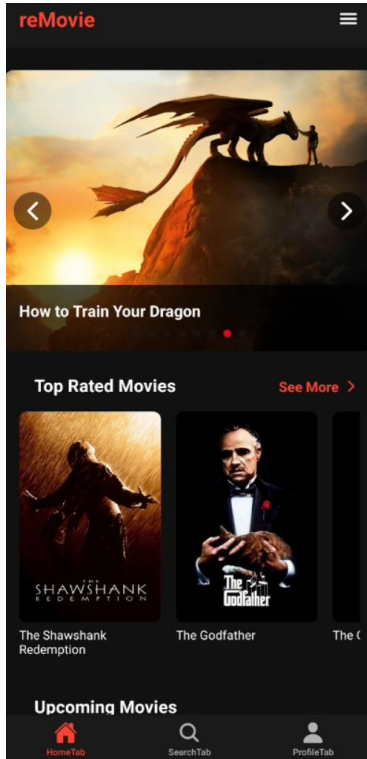 reMovie
How to Train Your Dragon
Top Rated Movies
See More
THE
SHAWSHANK
REDEMPTION
The
Godfather
The Shawshank
Redemption
The Godfather
The
Upcoming Movies
HomeTab
SearchTab
ProfileTab